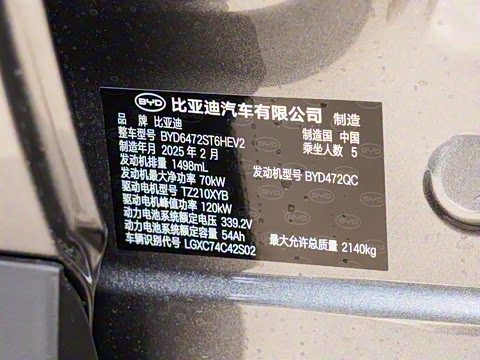 BYD 比亚迪汽车有限公司 制造
品 牌 比亚迪 制造国 中国
整车型号 BYD6472ST6HEV2 乘坐人数 5
制造年月 2025 年 2 月
发动机排量 1498mL 发动机型号 BYD472QC
发动机最大净功率 70kW
驱动电机型号 TZ210XYB
驱动电机峰值功率 120kW
动力电池系统额定电压 339.2V
动力电池系统额定容量 54Ah 最大允许总质量 2140kg
车辆识别代号 LGXC74C42S02